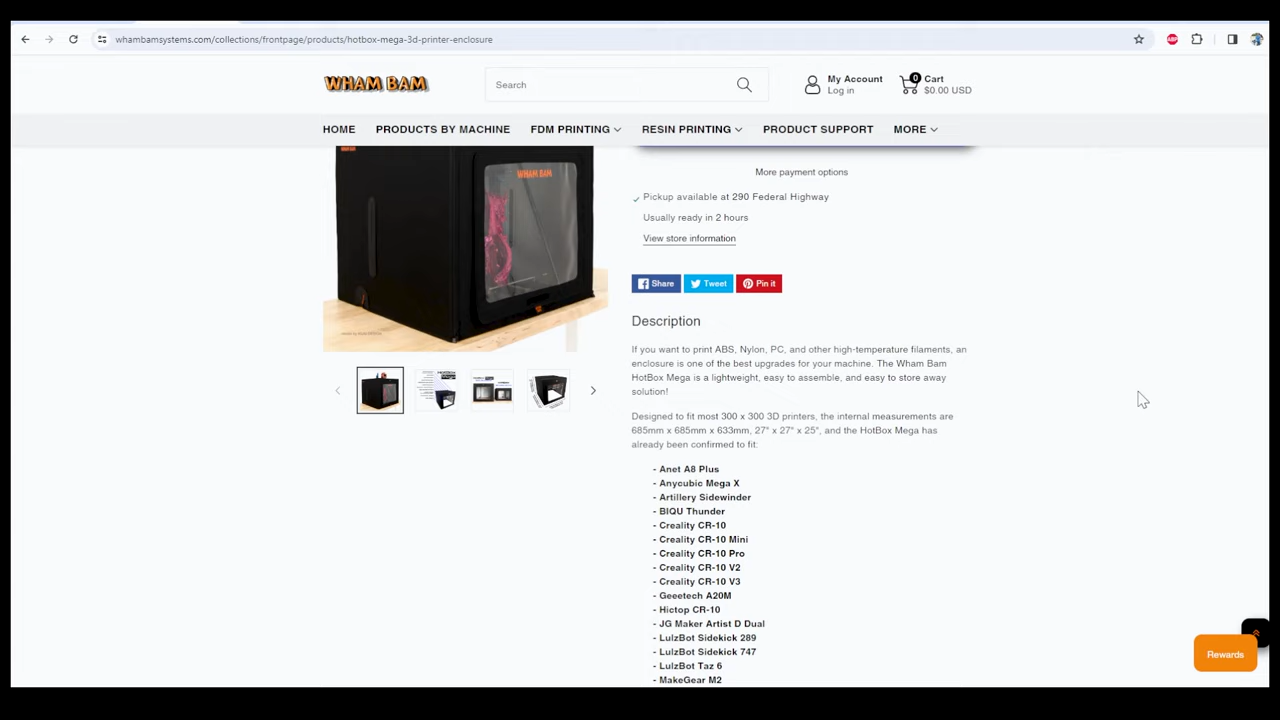 whambamsystems.com/collections/frontpage/products/hotbox-mega-3d-printer-enclosure
ABP
WHAM BAM
Search
My Account
Log in
0
Cart
$0.00 USD
HOME
PRODUCTS BY MACHINE
FDM PRINTING
RESIN PRINTING
PRODUCT SUPPORT
MORE
WHAM BAM
More payment options
Pickup available at 290 Federal Highway
Usually ready in 2 hours
View store information
Share
Tweet
Pin it
Description
If you want to print ABS, Nylon, PC, and other high-temperature filaments, an
enclosure is one of the best upgrades for your machine. The Wham Bam
HotBox Mega is a lightweight, easy to assemble, and easy to store away
solution!
Designed to fit most 300 x 300 3D printers, the internal measurements are
685mm x 685mm x 633mm, 27" x 27" x 25", and the HotBox Mega has
already been confirmed to fit:
- Anet A8 Plus
- Anycubic Mega X
- Artillery Sidewinder
- BIQU Thunder
- Creality CR-10
- Creality CR-10 Mini
- Creality CR-10 Pro
- Creality CR-10 V2
- Creality CR-10 V3
- Geeetech A20M
- Hictop CR-10
- JG Maker Artist D Dual
- LulzBot Sidekick 289
- LulzBot Sidekick 747
- LulzBot Taz 6
- MakeGear M2
Rewards